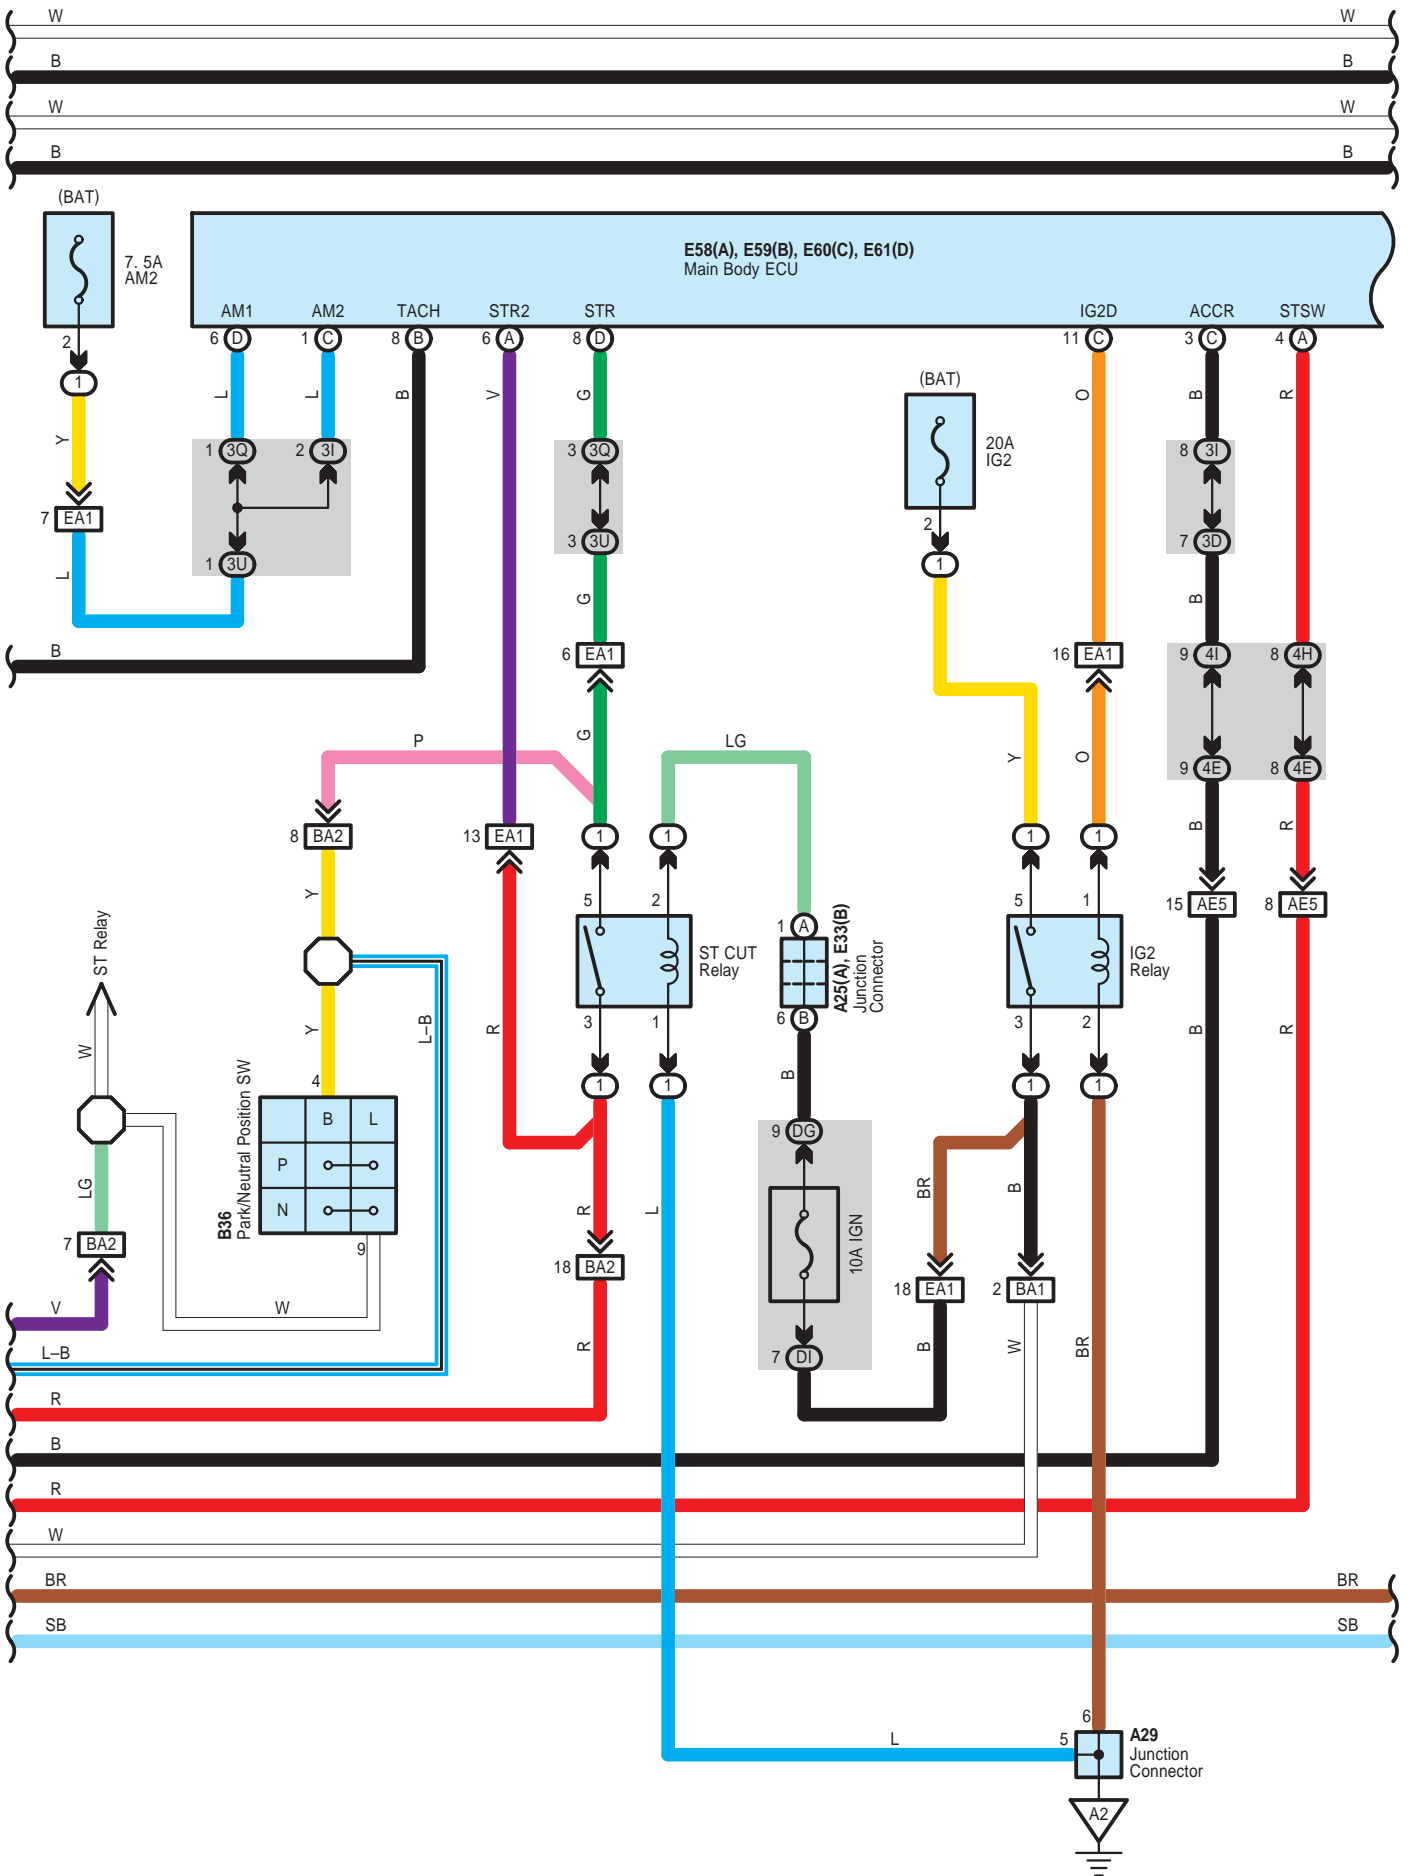 W W
B B
W W
B B
(BAT)
7. 5A
AM2
E58(A), E59(B), E60(C), E61(D)
Main Body ECU
AM1 AM2 TACH STR2 STR IG2D ACCR STSW
2 6 D 1 C 8 B 6 A 8 D 11 C 3 C 4 A
1
Y L L B V G O B R
(BAT)
20A
IG2
1 3Q 2 3I 3 3Q 8 3I
7 EA1
2
1 3U 3 3U 1 7 3D
L G B
B
6 EA1 16 EA1 9 4I 8 4H
P G LG Y O
9 4E 8 4E
8 BA2 13 EA1 1 1 1 1 B R
Y 5 2 5 1
15 AE5 8 AE5
ST Relay
ST CUT
Relay
1 A
A25(A), E33(B)
Junction
Connector
IG2
Relay
W Y L–B R 3 1 6 B 3 2 B R
1 1 1 1
B36
Park/Neutral Position SW
4
B L
P
N
9
B
9 DG
10A IGN
7 DI
LG R L BR B
7 BA2 18 BA2 18 EA1 2 BA1
V W
L–B R B W BR
R
B
R
W
BR BR
SB SB
6
L 5
A29
Junction
Connector
A2